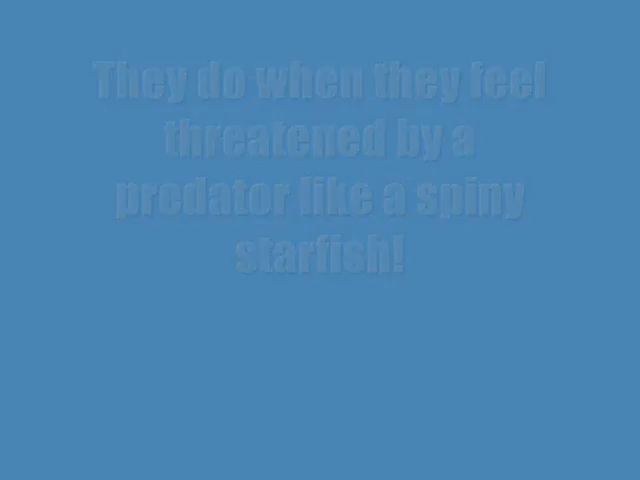 They do when they feel
threatened by a
predator like a spiny
starfish!